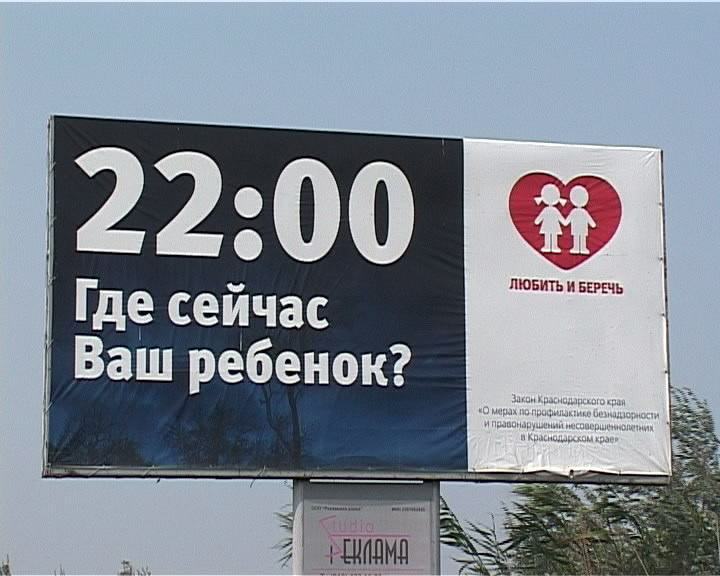 22:00
Где сейчас
Ваш ребенок?
ЛЮБИТЬ И БЕРЕЧЬ
Закон Краснодарского края
«О мерах по профилактике безнадзорности
и правонарушений несовершеннолетних
в Краснодарском крае»
Studio
РЕКЛАМА